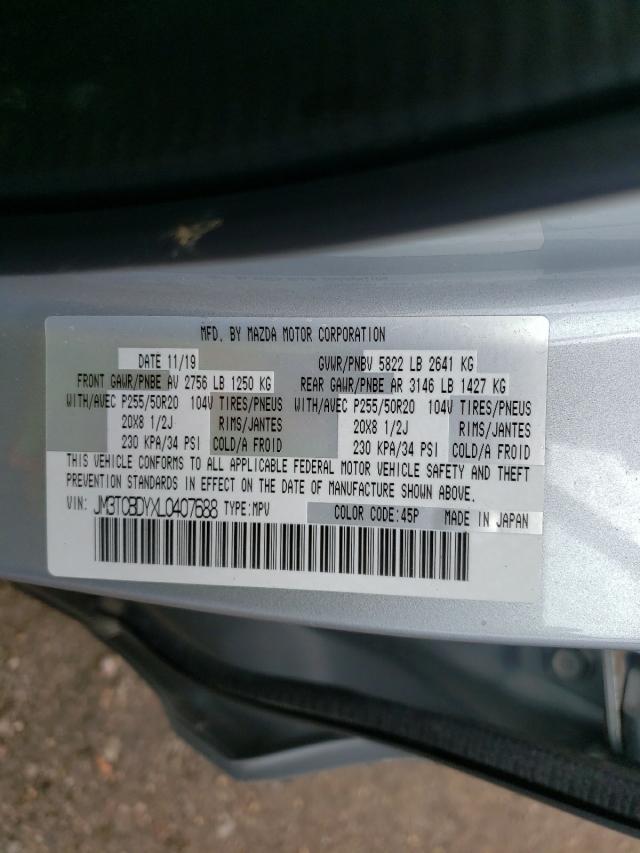 MFD. BY MAZDA MOTOR CORPORATION
DATE 11/19 GVWR/PNBV 5822 LB 2641 KG
FRONT GAWR/PNBE AV 2756 LB 1250 KG REAR GAWR/PNBE AR 3146 LB 1427 KG
WITH/AVEC P255/50R20 104V TIRES/PNEUS WITH/AVEC P255/50R20 104V TIRES/PNEUS
20X8 1/2J RIMS/JANTES 20X8 1/2J RIMS/JANTES
230 KPA/34 PSI COLD/A FROID 230 KPA/34 PSI COLD/A FROID
THIS VEHICLE CONFORMS TO ALL APPLICABLE FEDERAL MOTOR VEHICLE SAFETY AND THEFT
PREVENTION STANDARDS IN EFFECT ON THE DATE OF MANUFACTURE SHOWN ABOVE.
VIN: JM3TCBDYXL0407688 TYPE:MPV COLOR CODE:45P MADE IN JAPAN